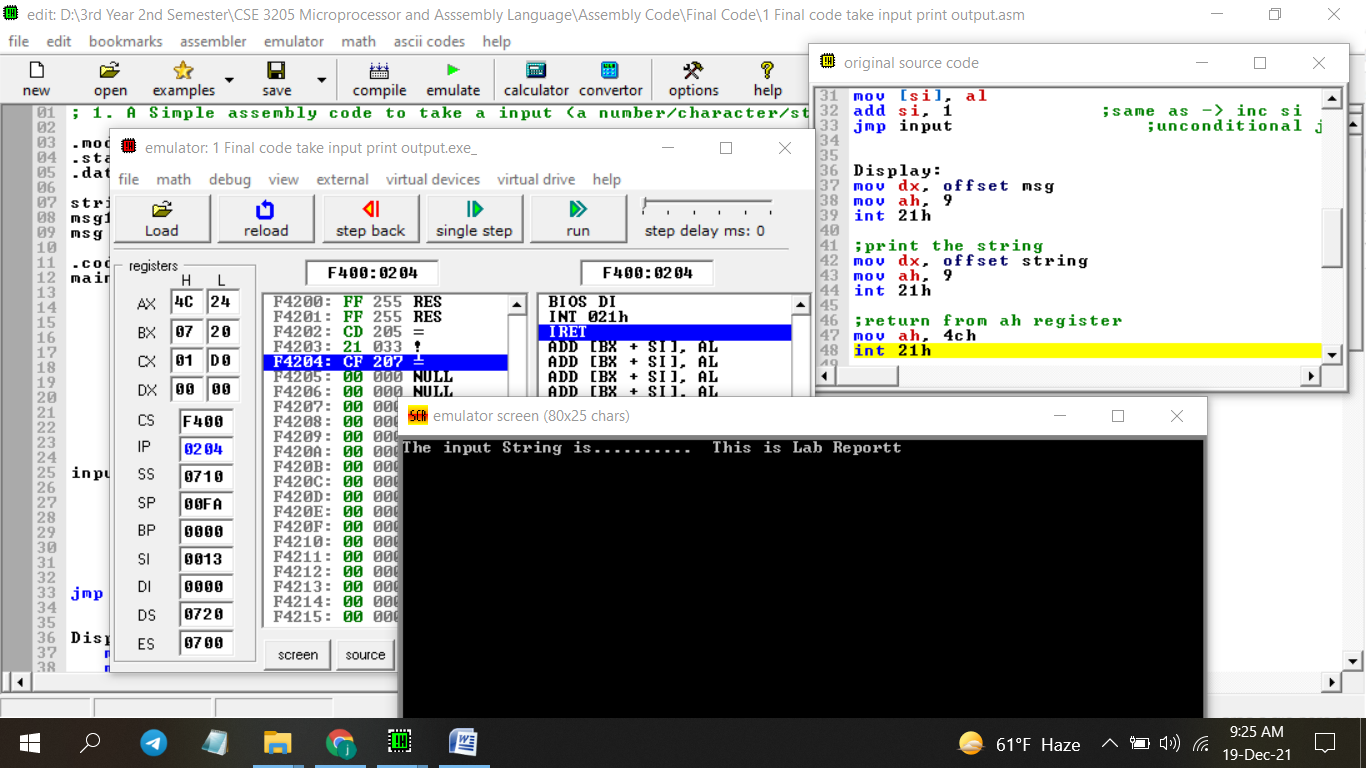 edit: D:\3rd Year 2nd Semester\CSE 3205 Microprocessor and Asssembly Language\Assembly Code\Final Code\1 Final code take input print output.asm
file edit bookmarks assembler emulator math ascii codes help
new open examples save compile emulate calculator convertor options help
01 ; 1. A Simple assembly code to take a input (a number/character/st
02
03 .mod
04 .sta
05 .dat
06
07 stri
08 msg1
09 msg
10
11 .cod
12 main
13
14
15
16
17
18
19
20
21
22
23
24
25 inpu
26
27
28
29
30
31
32
33 jmp
34
35
36 Disp
37 m
38
emulator: 1 Final code take input print output.exe_
file math debug view external virtual devices virtual drive help
Load reload step back single step run step delay ms: 0
registers
H L
AX 4C 24
BX 07 20
CX 01 D0
DX 00 00
CS F400
IP 0204
SS 0710
SP 00FA
BP 0000
SI 0013
DI 0000
DS 0720
ES 0700
F400:0204 F400:0204
F4200: FF 255 RES
F4201: FF 255 RES
F4202: CD 205 =
F4203: 21 033 !
F4204: CF 207 ╧
F4205: 00 000 NULL
F4206: 00 000 NULL
F4207: 00 000
F4208: 00 000
F4209: 00 000
F420A: 00 000
F420B: 00 000
F420C: 00 000
F420D: 00 000
F420E: 00 000
F420F: 00 000
F4210: 00 000
F4211: 00 000
F4212: 00 000
F4213: 00 000
F4214: 00 000
F4215: 00 000
BIOS DI
INT 021h
IRET
ADD [BX + SI], AL
ADD [BX + SI], AL
ADD [BX + SI], AL
ADD [BX + SI], AL
screen source
original source code
31 mov [si], al
32 add si, 1 ;same as -> inc si
33 jmp input ;unconditional j
34
35
36 Display:
37 mov dx, offset msg
38 mov ah, 9
39 int 21h
40
41 ;print the string
42 mov dx, offset string
43 mov ah, 9
44 int 21h
45
46 ;return from ah register
47 mov ah, 4ch
48 int 21h
emulator screen (80x25 chars)
The input String is.......... This is Lab Reportt
61°F Haze
9:25 AM
19-Dec-21